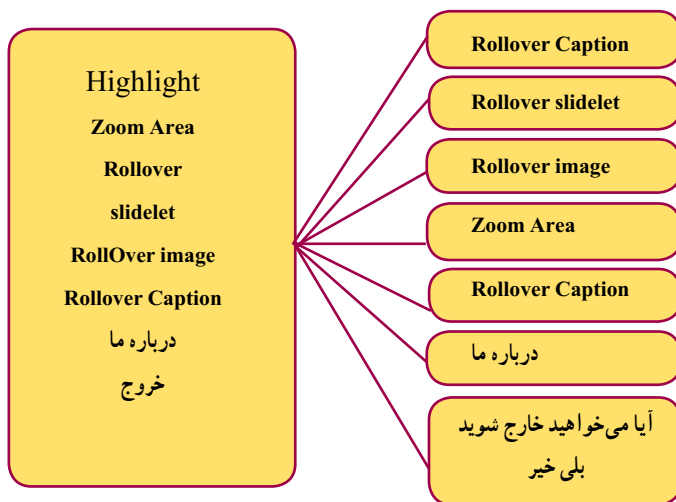 Highlight
Zoom Area
Rollover
slidelet
RollOver image
Rollover Caption
درباره ما
خروج
Rollover Caption
Rollover slidelet
Rollover image
Zoom Area
Rollover Caption
درباره ما
آیا می‌خواهید خارج شوید
بلی خیر